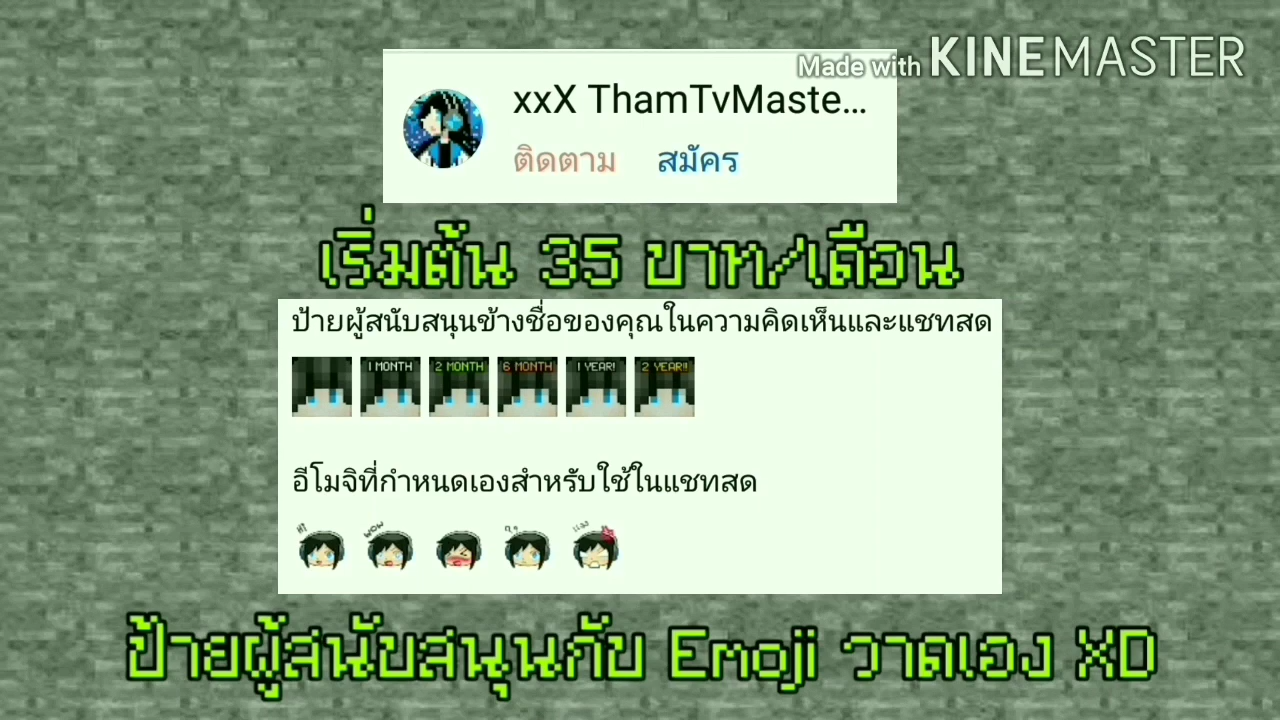 Made with KINEMASTER
xxX ThamTvMaste...
ติดตาม สมัคร
เริ่มต้น 35 บาท/เดือน
ป้ายผู้สนับสนุนข้างชื่อของคุณในความคิดเห็นและแชทสด
1 MONTH 2 MONTH 6 MONTH 1 YEAR! 2 YEAR!!
อีโมจิที่กำหนดเองสำหรับใช้ในแชทสด
HI WOW
ป้ายผู้สนับสนุนกับ Emoji วาดเอง XD